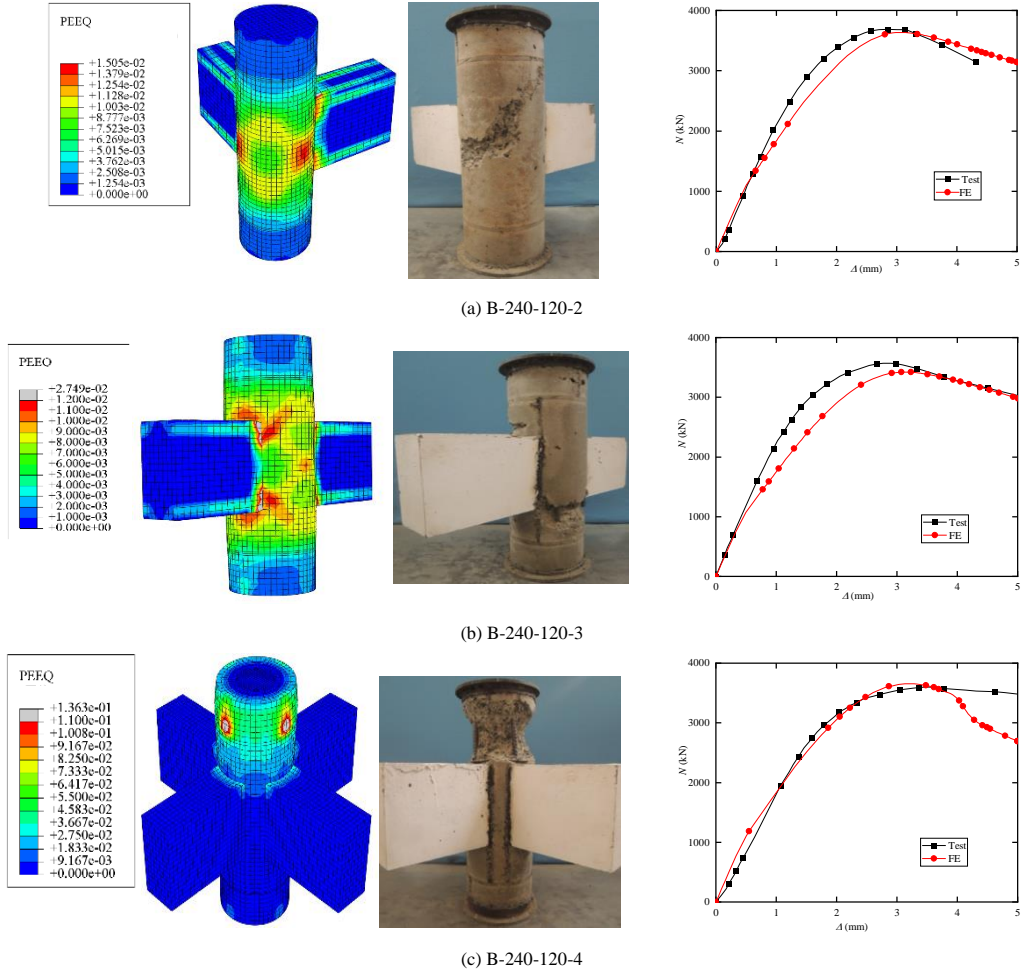 PEEQ
+1.505e-02
+1.379e-02
+1.254e-02
+1.128e-02
+1.003e-02
+8.777e-03
+7.523e-03
+6.269e-03
+5.015e-03
+3.762e-03
+2.508e-03
+1.254e-03
+0.000e+00
4000
3000
2000
1000
0
N (kN)
Test
FE
0 1 2 3 4 5
Δ (mm)
(a) B-240-120-2
PEEQ
+2.749e-02
+1.200e-02
+1.100e-02
+1.000e-02
+9.000e-03
+8.000e-03
+7.000e-03
+6.000e-03
+5.000e-03
+4.000e-03
+3.000e-03
+2.000e-03
+1.000e-03
+0.000e+00
4000
3000
2000
1000
0
N (kN)
Test
FE
0 1 2 3 4 5
Δ (mm)
(b) B-240-120-3
PEEQ
+1.363e-01
+1.100e-01
+1.008e-01
+9.167e-02
+8.250e-02
+7.333e-02
+6.417e-02
+5.500e-02
+4.583e-02
+3.667e-02
+2.750e-02
+1.833e-02
+9.167e-03
+0.000e+00
4000
3000
2000
1000
0
N (kN)
Test
FE
0 1 2 3 4 5
Δ (mm)
(c) B-240-120-4